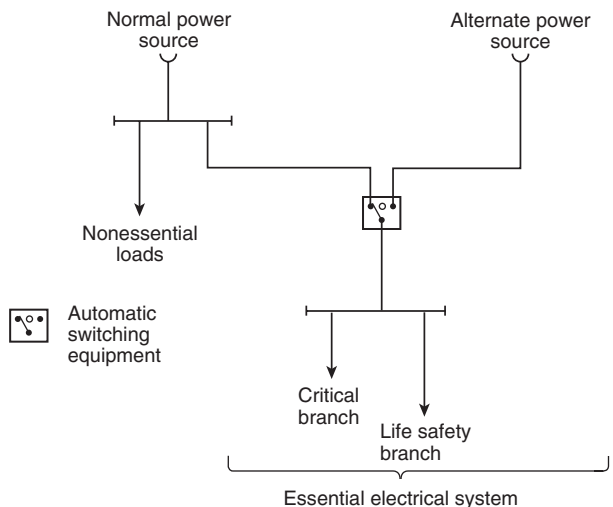 Normal power
source
Alternate power
source
Nonessential
loads
Automatic
switching
equipment
Critical
branch
Life safety
branch
Essential electrical system